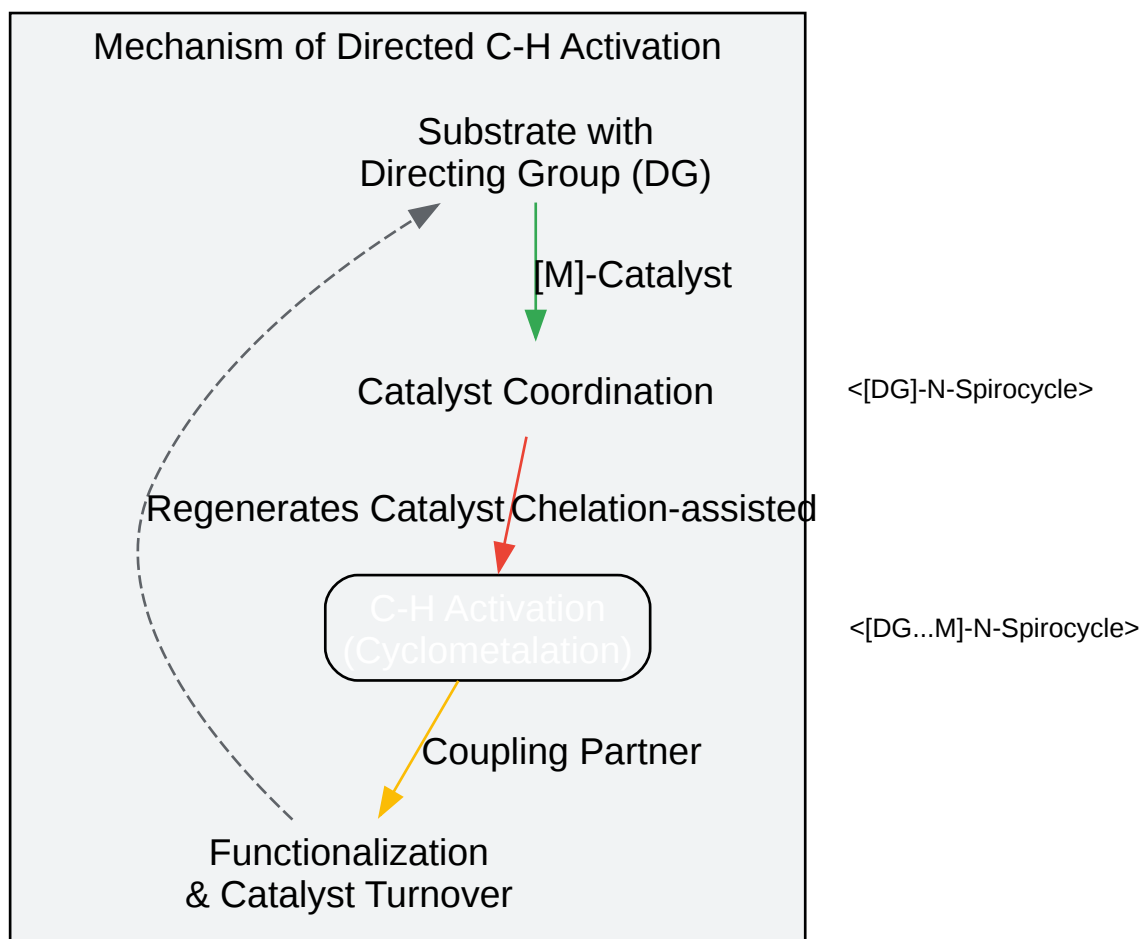 Mechanism of Directed C-H Activation
Substrate with
Directing Group (DG)
[M]-Catalyst
Catalyst Coordination
<[DG]-N-Spirocycle>
Regenerates Catalyst
Chelation-assisted
C-H Activation
(Cyclometalation)
<[DG...M]-N-Spirocycle>
Coupling Partner
Functionalization
& Catalyst Turnover